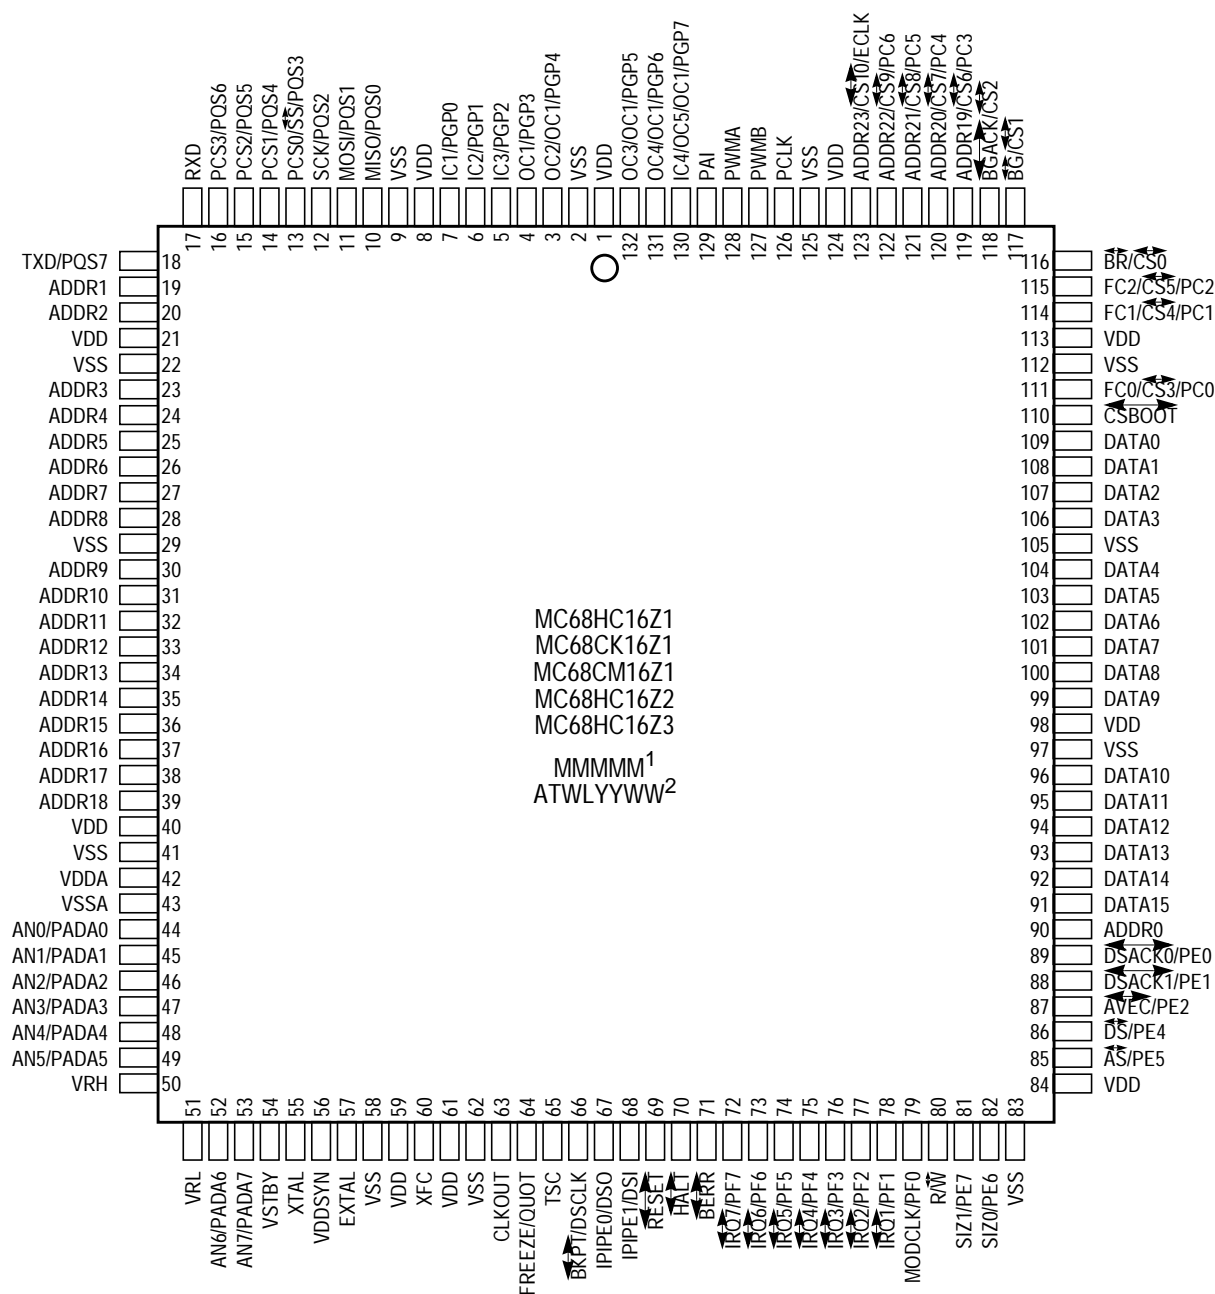 RXD
PCS3/PQS6
PCS2/PQS5
PCS1/PQS4
PCS0/SS/PQS3
SCK/PQS2
MOSI/PQS1
MISO/PQS0
VSS
VDD
IC1/PGP0
IC2/PGP1
IC3/PGP2
OC1/PGP3
OC2/OC1/PGP4
VSS
VDD
OC3/OC1/PGP5
OC4/OC1/PGP6
IC4/OC5/OC1/PGP7
PAI
PWMA
PWMB
PCLK
VSS
VDD
ADDR23/CS10/ECLK
ADDR22/CS9/PC6
ADDR21/CS8/PC5
ADDR20/CS7/PC4
ADDR19/CS6/PC3
BGACK/CS2
BG/CS1
17
16
15
14
13
12
11
10
9
8
7
6
5
4
3
2
1
132
131
130
129
128
127
126
125
124
123
122
121
120
119
118
117
TXD/PQS7 18
ADDR1 19
ADDR2 20
VDD 21
VSS 22
ADDR3 23
ADDR4 24
ADDR5 25
ADDR6 26
ADDR7 27
ADDR8 28
VSS 29
ADDR9 30
ADDR10 31
ADDR11 32
ADDR12 33
ADDR13 34
ADDR14 35
ADDR15 36
ADDR16 37
ADDR17 38
ADDR18 39
VDD 40
VSS 41
VDDA 42
VSSA 43
AN0/PADA0 44
AN1/PADA1 45
AN2/PADA2 46
AN3/PADA3 47
AN4/PADA4 48
AN5/PADA5 49
VRH 50
MC68HC16Z1
MC68CK16Z1
MC68CM16Z1
MC68HC16Z2
MC68HC16Z3
MMMMM1
ATWLYYWW2
116 BR/CS0
115 FC2/CS5/PC2
114 FC1/CS4/PC1
113 VDD
112 VSS
111 FC0/CS3/PC0
110 CSBOOT
109 DATA0
108 DATA1
107 DATA2
106 DATA3
105 VSS
104 DATA4
103 DATA5
102 DATA6
101 DATA7
100 DATA8
99 DATA9
98 VDD
97 VSS
96 DATA10
95 DATA11
94 DATA12
93 DATA13
92 DATA14
91 DATA15
90 ADDR0
89 DSACK0/PE0
88 DSACK1/PE1
87 AVEC/PE2
86 DS/PE4
85 AS/PE5
84 VDD
51
52
53
54
55
56
57
58
59
60
61
62
63
64
65
66
67
68
69
70
71
72
73
74
75
76
77
78
79
80
81
82
83
VRL
AN6/PADA6
AN7/PADA7
VSTBY
XTAL
VDDSYN
EXTAL
VSS
VDD
XFC
VDD
VSS
CLKOUT
FREEZE/QUOT
TSC
BKPT/DSCLK
IPIPE0/DSO
IPIPE1/DSI
RESET
HALT
BERR
IRQ7/PF7
IRQ6/PF6
IRQ5/PF5
IRQ4/PF4
IRQ3/PF3
IRQ2/PF2
IRQ1/PF1
MODCLK/PF0
R/W
SIZ1/PE7
SIZ0/PE6
VSS